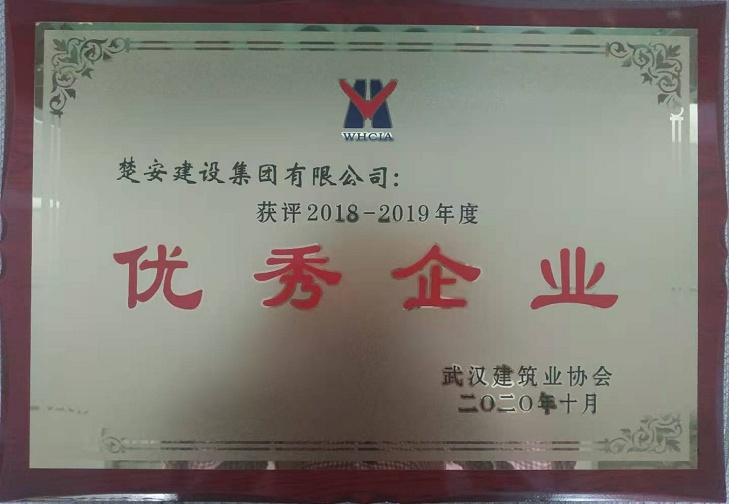 WHCIA
楚安建设集团有限公司：
获评2018-2019年度
优秀企业
武汉建筑业协会
二〇二〇年十月